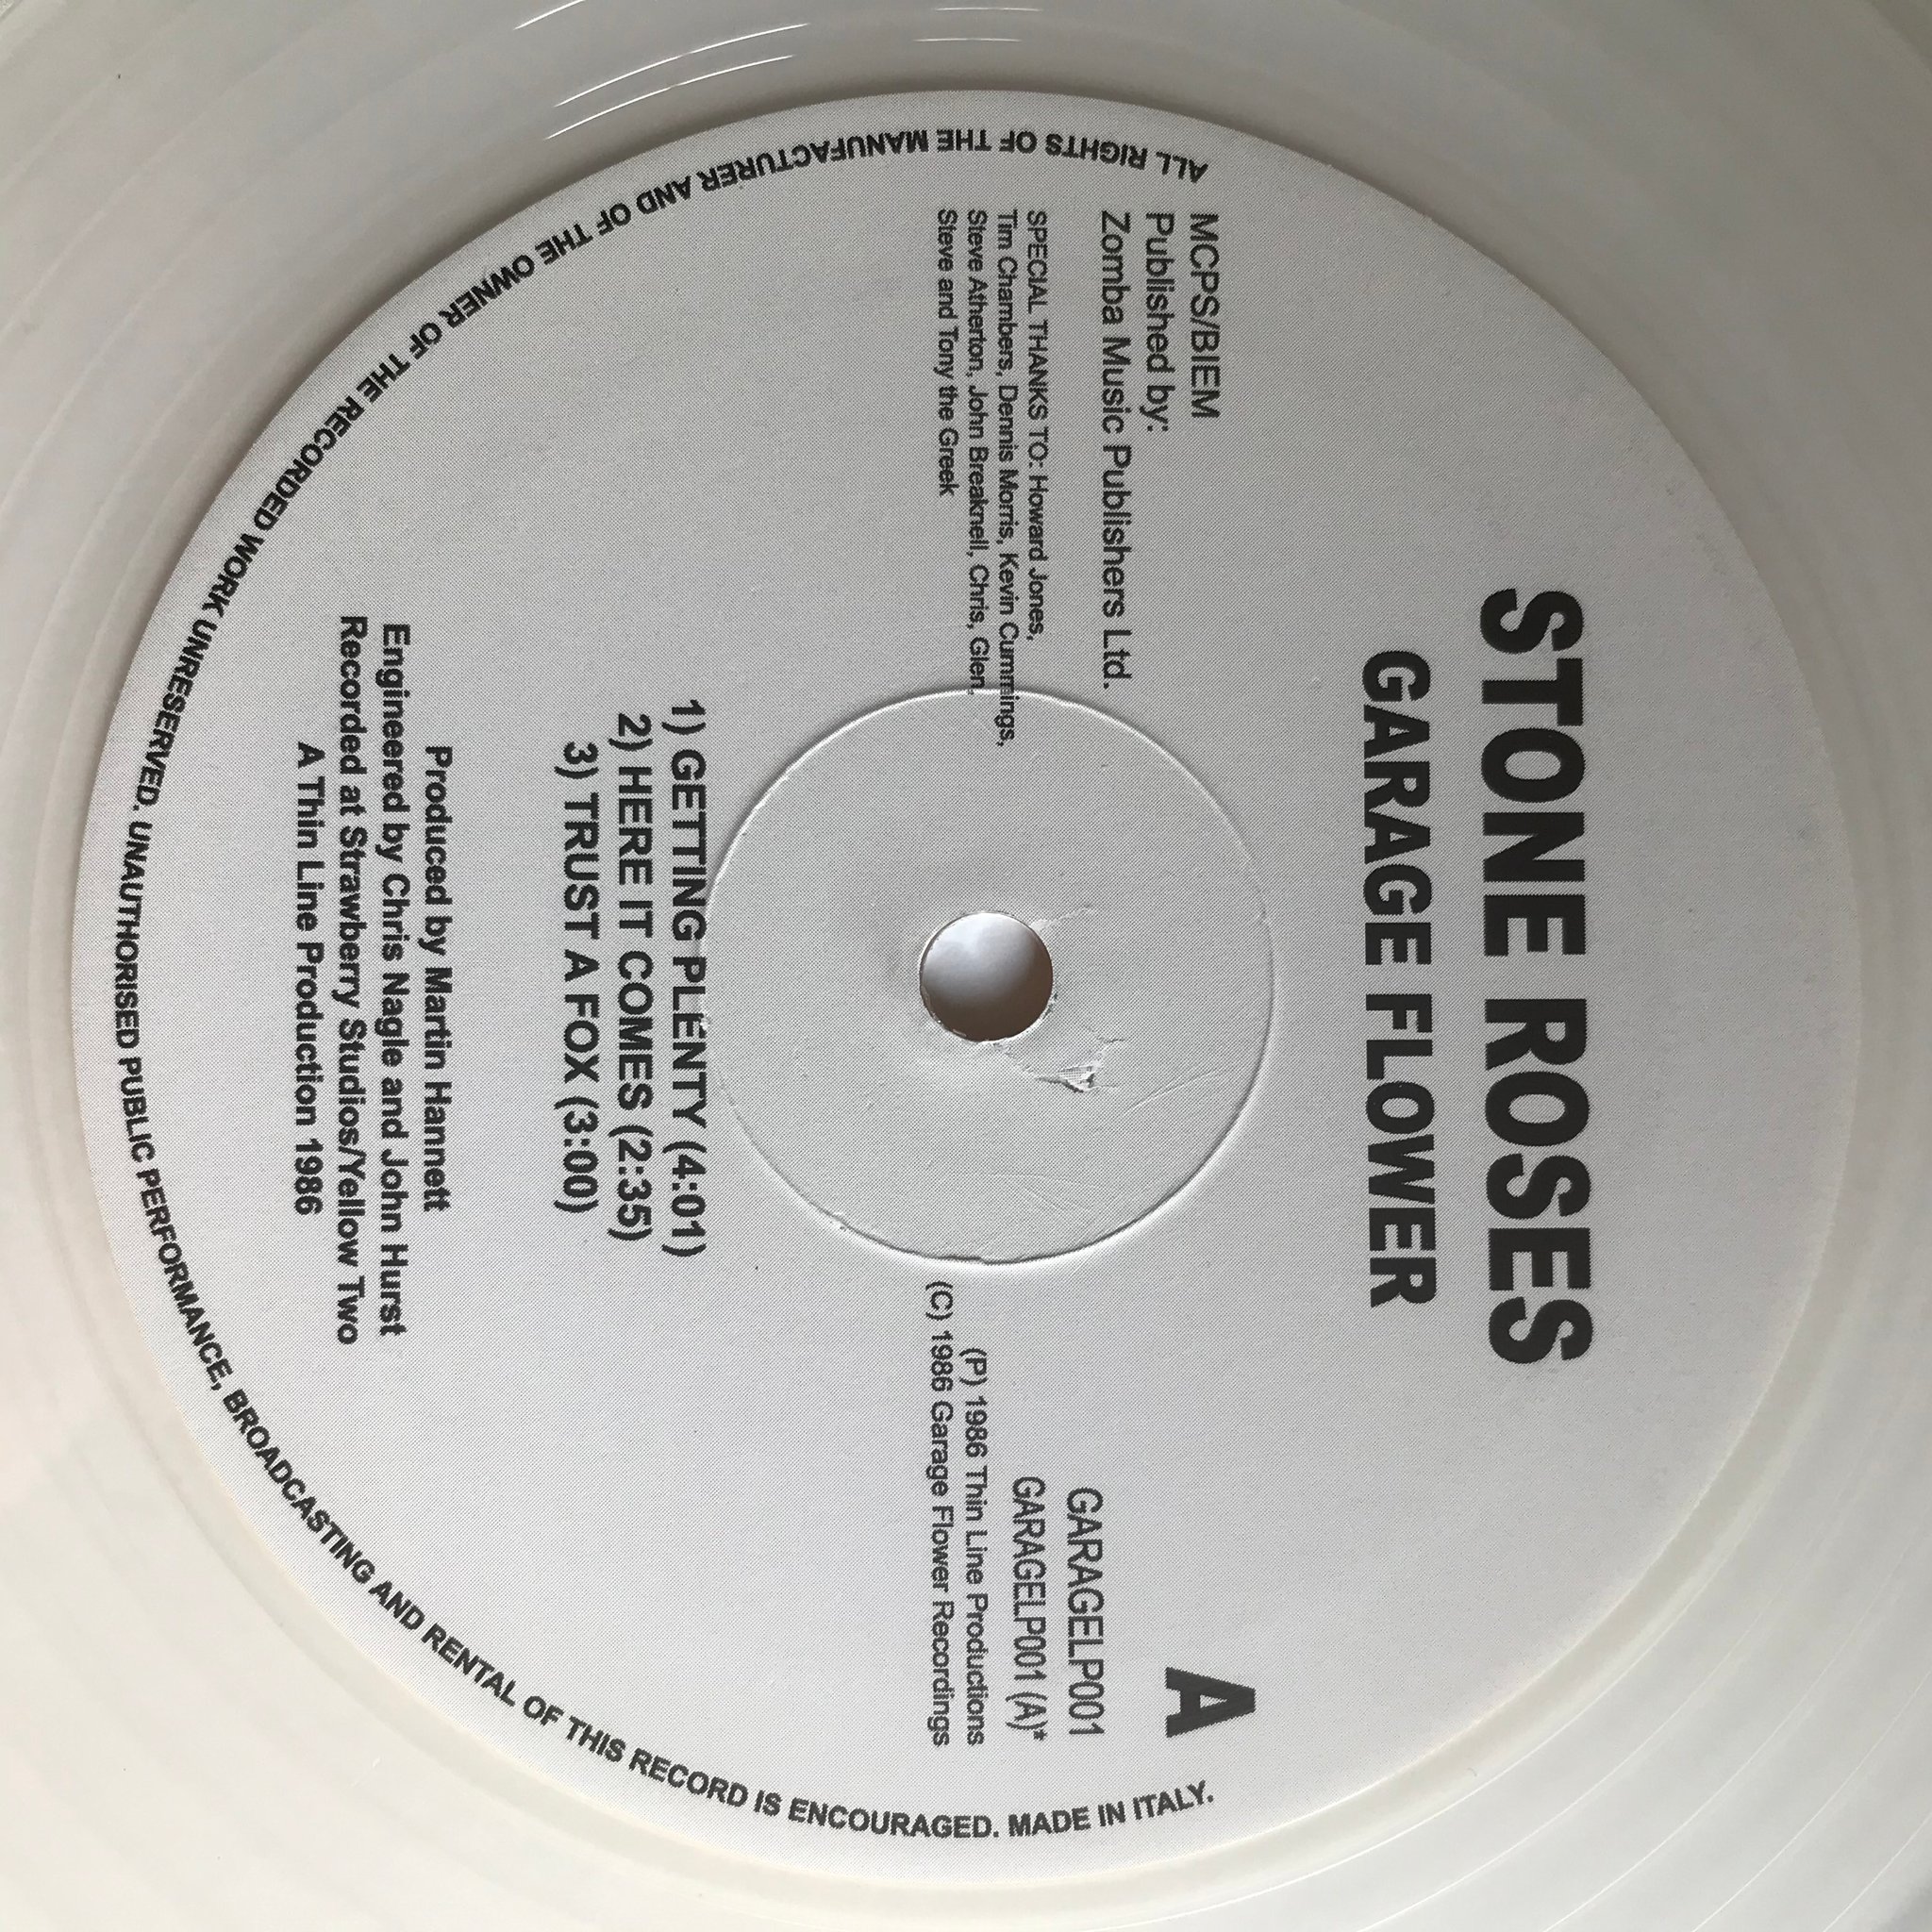 STONE ROSES
GARAGE FLOWER
MCPS/BIEM
Published by:
Zomba Music Publishers Ltd.
SPECIAL THANKS TO: Howard Jones,
Tim Chambers, Dennis Morris, Kevin Cummings,
Steve Atherton, John Breaknell, Chris, Glen,
Steve and Tony the Greek
A
GARAGELP001
GARAGELP001 (A)*
(P) 1986 Thin Line Productions
(C) 1986 Garage Flower Recordings
1) GETTING PLENTY (4:01)
2) HERE IT COMES (2:35)
3) TRUST A FOX (3:00)
Produced by Martin Hannett
Engineered by Chris Nagle and John Hurst
Recorded at Strawberry Studios/Yellow Two
A Thin Line Production 1986
ALL RIGHTS OF THE MANUFACTURER AND OF THE OWNER OF THE RECORDED WORK UNRESERVED. UNAUTHORISED PUBLIC PERFORMANCE, BROADCASTING AND RENTAL OF THIS RECORD IS ENCOURAGED. MADE IN ITALY.